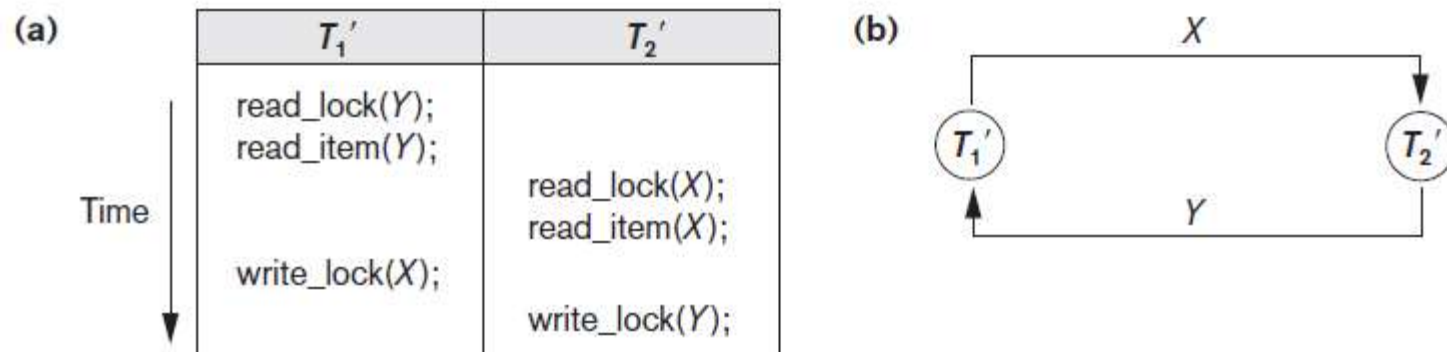 (a)
T₁′ T₂′
read_lock(Y);
read_item(Y);
read_lock(X);
Time
read_item(X);
write_lock(X);
write_lock(Y);
(b)
X
T₁′ T₂′
Y